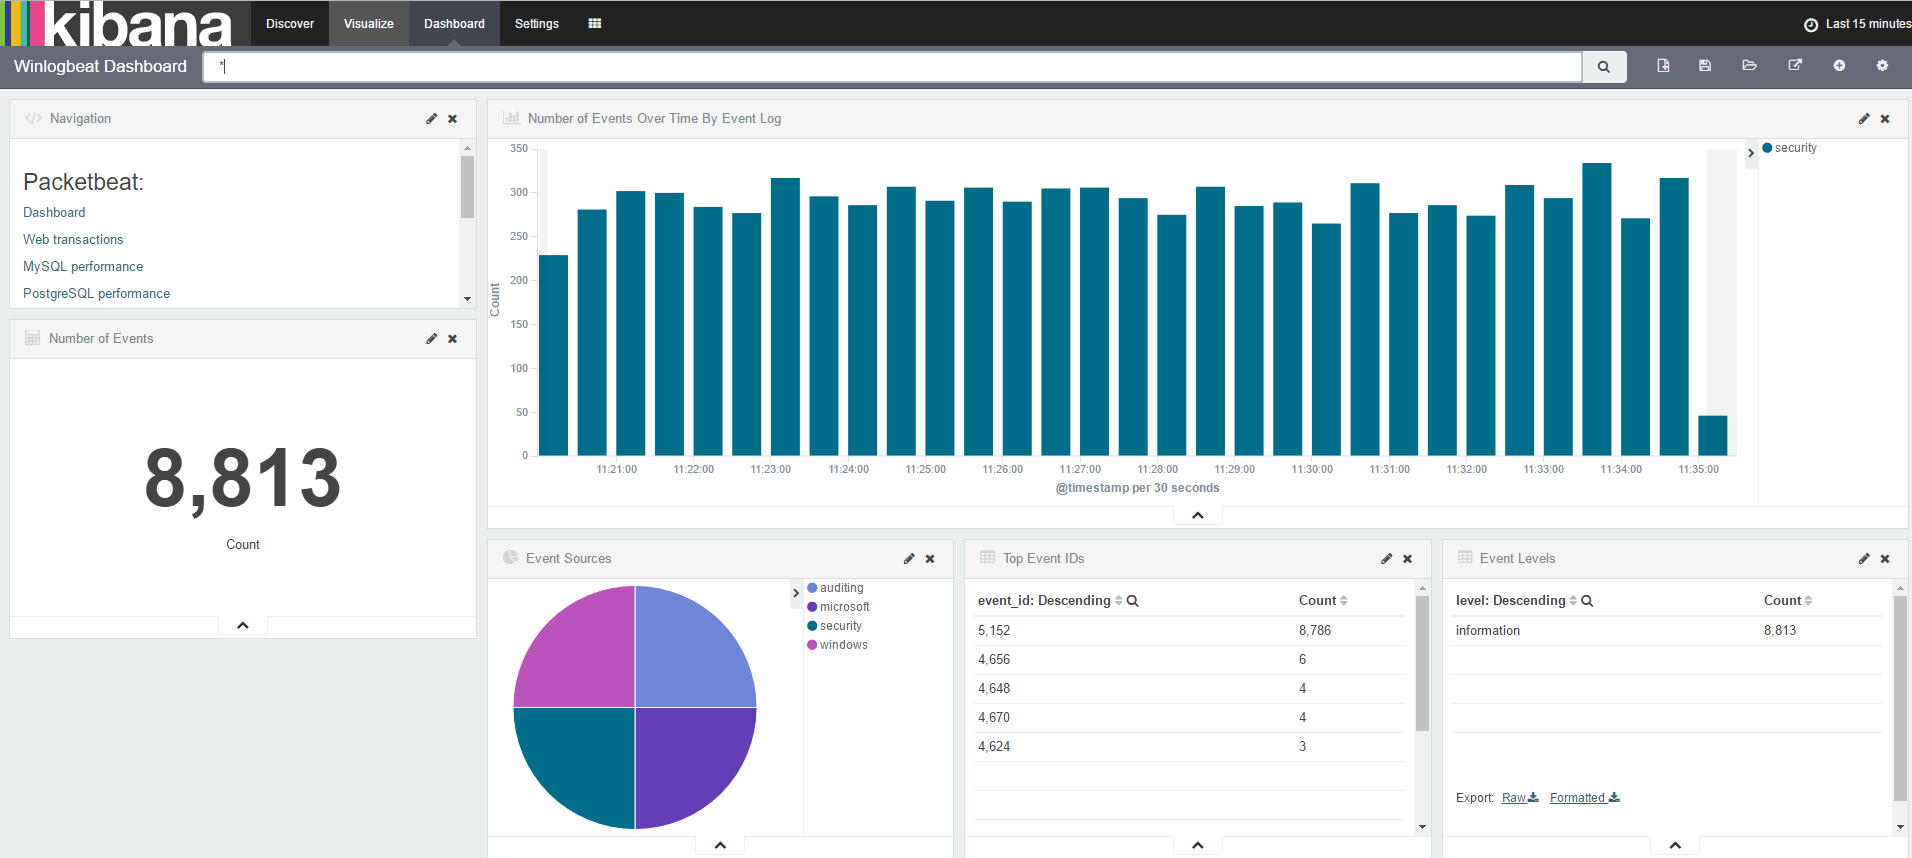 kibana
Discover Visualize Dashboard Settings
Last 15 minutes
Winlogbeat Dashboard
*
Navigation
Packetbeat:
Dashboard
Web transactions
MySQL performance
PostgreSQL performance
Number of Events
8,813
Count
Number of Events Over Time By Event Log
350
300
250
200
150
100
50
0
Count
11:21:00 11:22:00 11:23:00 11:24:00 11:25:00 11:26:00 11:27:00 11:28:00 11:29:00 11:30:00 11:31:00 11:32:00 11:33:00 11:34:00 11:35:00
@timestamp per 30 seconds
security
Event Sources
auditing
microsoft
security
windows
Top Event IDs
event_id: Descending Count
5,152 8,786
4,656 6
4,648 4
4,670 4
4,624 3
Event Levels
level: Descending Count
information 8,813
Export: Raw Formatted